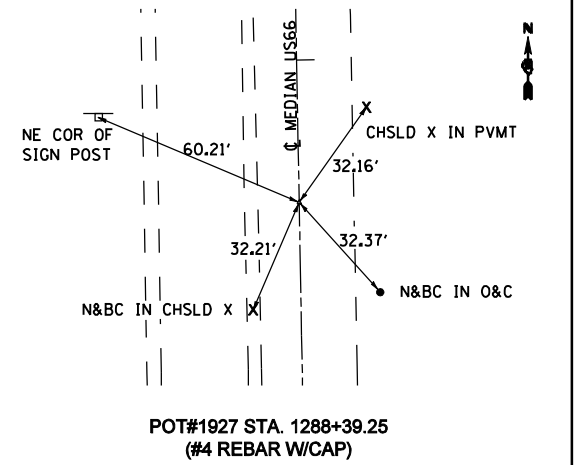 N
℄ MEDIAN US66
X
CHSLD X IN PVMT
NE COR OF
SIGN POST
60.21'
32.16'
32.21'
32.37'
N&BC IN O&C
N&BC IN CHSLD X
X
POT#1927 STA. 1288+39.25
(#4 REBAR W/CAP)